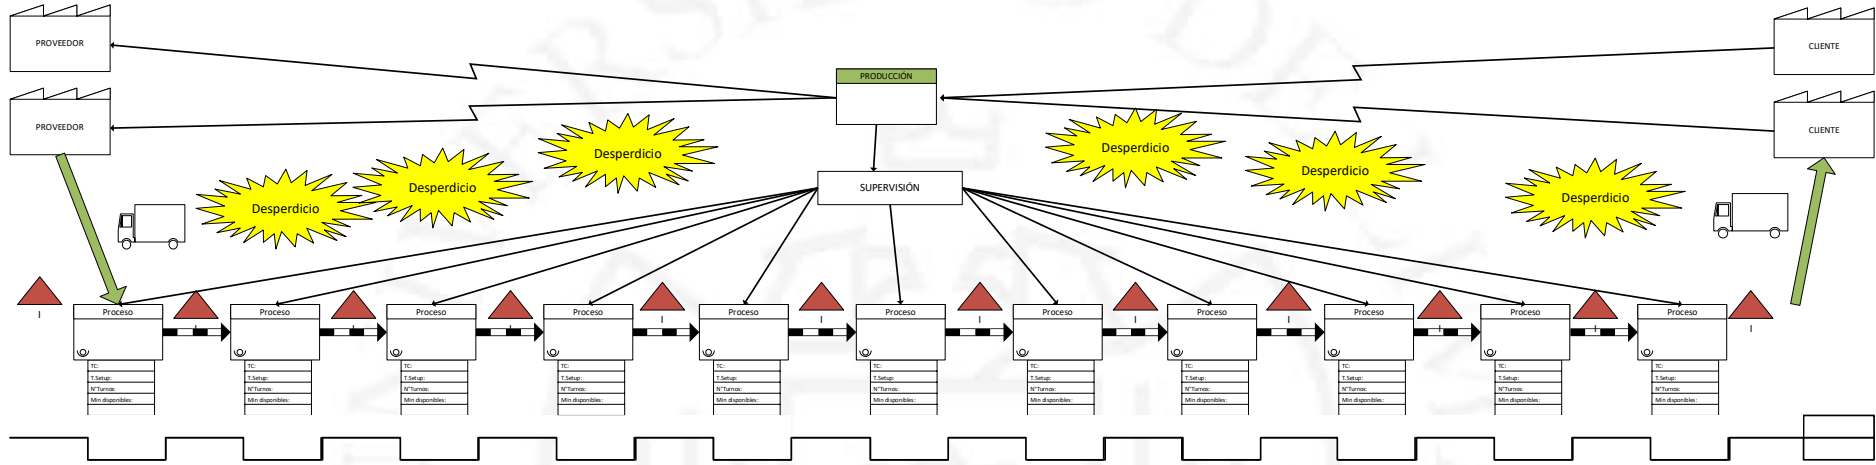 PROVEEDOR
CLIENTE
PRODUCCIÓN
PROVEEDOR
CLIENTE
Desperdicio
Desperdicio
Desperdicio
Desperdicio
Desperdicio
Desperdicio
SUPERVISIÓN
I
Proceso
TC:
T.Setup:
N°Turnos:
Min disponibles:
I
Proceso
TC:
T.Setup:
N°Turnos:
Min disponibles:
I
Proceso
TC:
T.Setup:
N°Turnos:
Min disponibles:
I
Proceso
TC:
T.Setup:
N°Turnos:
Min disponibles:
I
Proceso
TC:
T.Setup:
N°Turnos:
Min disponibles:
I
Proceso
TC:
T.Setup:
N°Turnos:
Min disponibles:
I
Proceso
TC:
T.Setup:
N°Turnos:
Min disponibles:
I
Proceso
TC:
T.Setup:
N°Turnos:
Min disponibles:
I
Proceso
TC:
T.Setup:
N°Turnos:
Min disponibles:
I
Proceso
TC:
T.Setup:
N°Turnos:
Min disponibles:
I
Proceso
TC:
T.Setup:
N°Turnos:
Min disponibles:
I